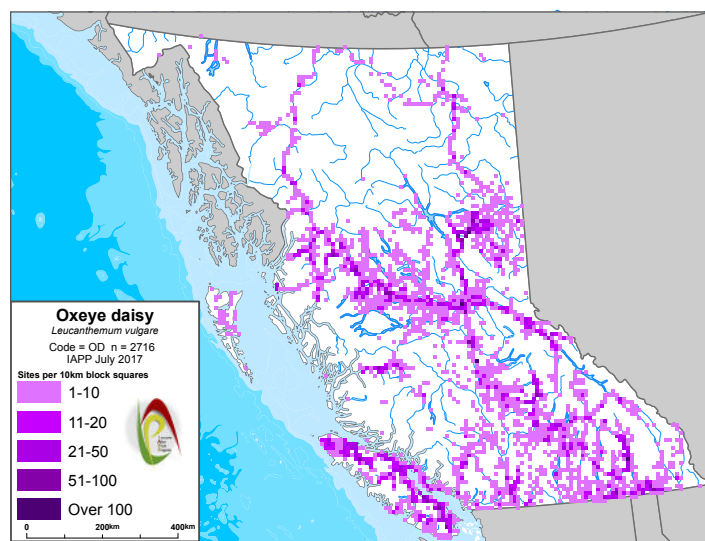 Oxeye daisy
Leucanthemum vulgare
Code = OD n = 2716
IAPP July 2017
Sites per 10km block squares
1-10
11-20
21-50
51-100
Over 100
0 200km 400km